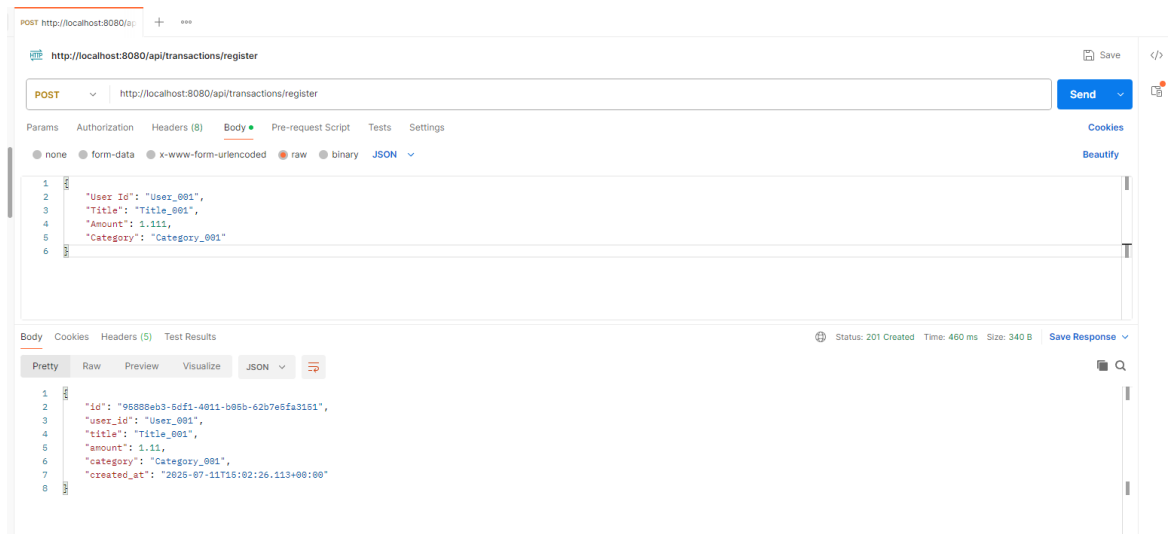 POST http://localhost:8080/ap
http://localhost:8080/api/transactions/register
Save
POST http://localhost:8080/api/transactions/register
Send
Params Authorization Headers (8) Body Pre-request Script Tests Settings Cookies
none form-data x-www-form-urlencoded raw binary JSON Beautify
1 {
2 "User Id": "User_001",
3 "Title": "Title_001",
4 "Amount": 1.111,
5 "Category": "Category_001"
6 }
Body Cookies Headers (5) Test Results Status: 201 Created Time: 460 ms Size: 340 B Save Response
Pretty Raw Preview Visualize JSON
1 {
2 "id": "95888eb3-5df1-4011-b05b-62b7e5fa3151",
3 "user_id": "User_001",
4 "title": "Title_001",
5 "amount": 1.11,
6 "category": "Category_001",
7 "created_at": "2025-07-11T15:02:26.113+00:00"
8 }